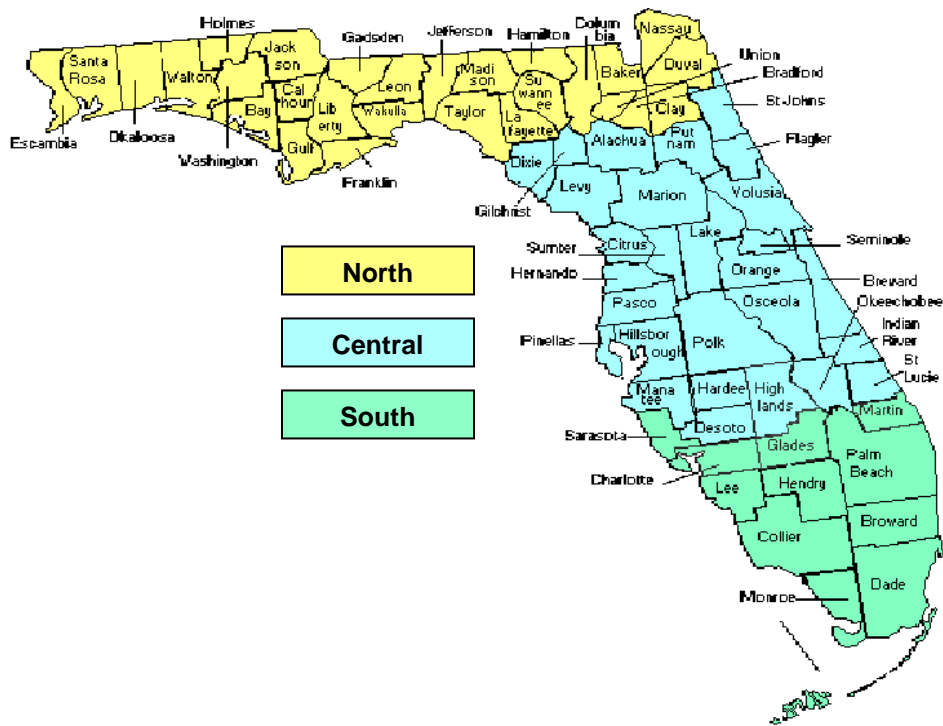 Holmes
Jack
son
Gadsden
Jefferson
Hamilton
Colum
bia
Nassau
Santa
Rosa
Walton
Leon
Madi
son
Su
wann
ee
Baker
Duval
Union
Bradford
Cal
houn
Lib
erty
Wakulla
Bay
Taylor
La
fayette
Clay
St Johns
Escambia
Okaloosa
Washington
Gulf
Franklin
Dixie
Alachua
Put
nam
Flagler
Gilchrist
Levy
Marion
Volusia
Sumter
Citrus
Lake
Seminole
Hernando
Orange
Brevard
North
Pasco
Osceola
Okeechobee
Central
Pinellas
Hillsbor
ough
Polk
Indian
River
St
Lucie
South
Mana
tee
Hardee
High
lands
Desoto
Martin
Sarasota
Glades
Palm
Beach
Charlotte
Lee
Hendry
Collier
Broward
Monroe
Dade